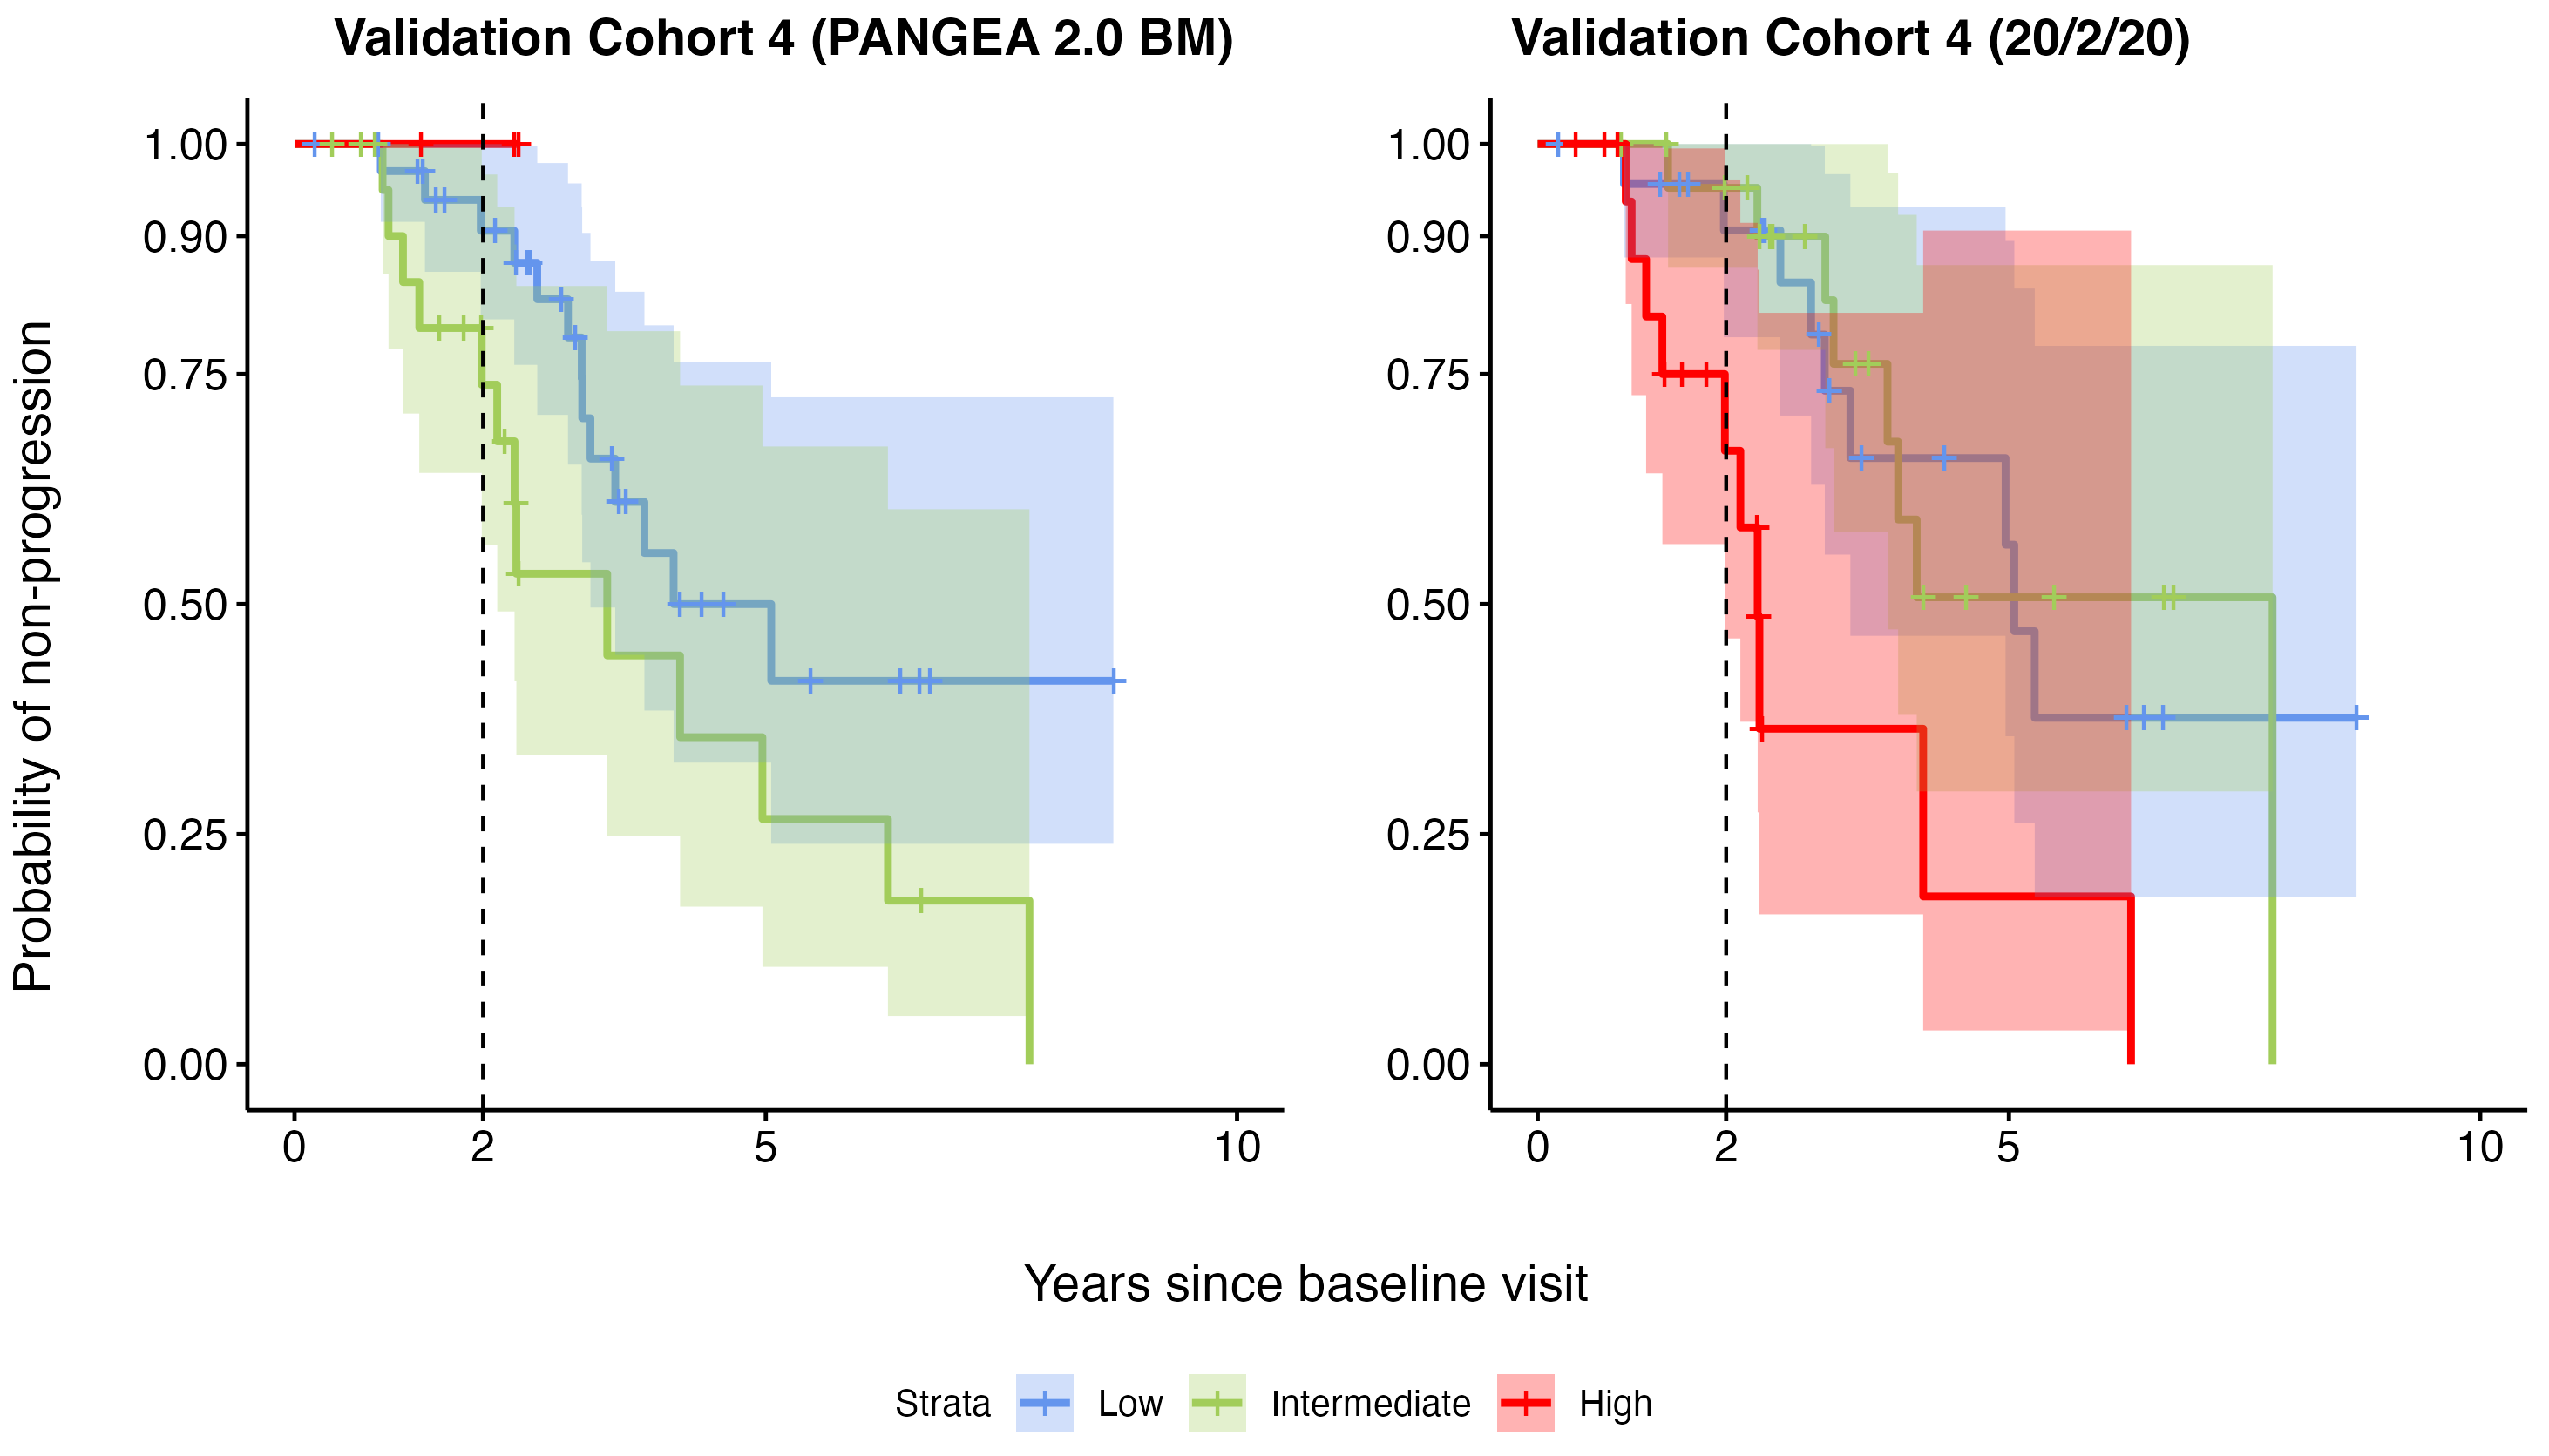 Validation Cohort 4 (PANGEA 2.0 BM)
Validation Cohort 4 (20/2/20)
Probability of non-progression
1.00
0.90
0.75
0.50
0.25
0.00
0 2 5 10
1.00
0.90
0.75
0.50
0.25
0.00
0 2 5 10
Years since baseline visit
Strata Low Intermediate High